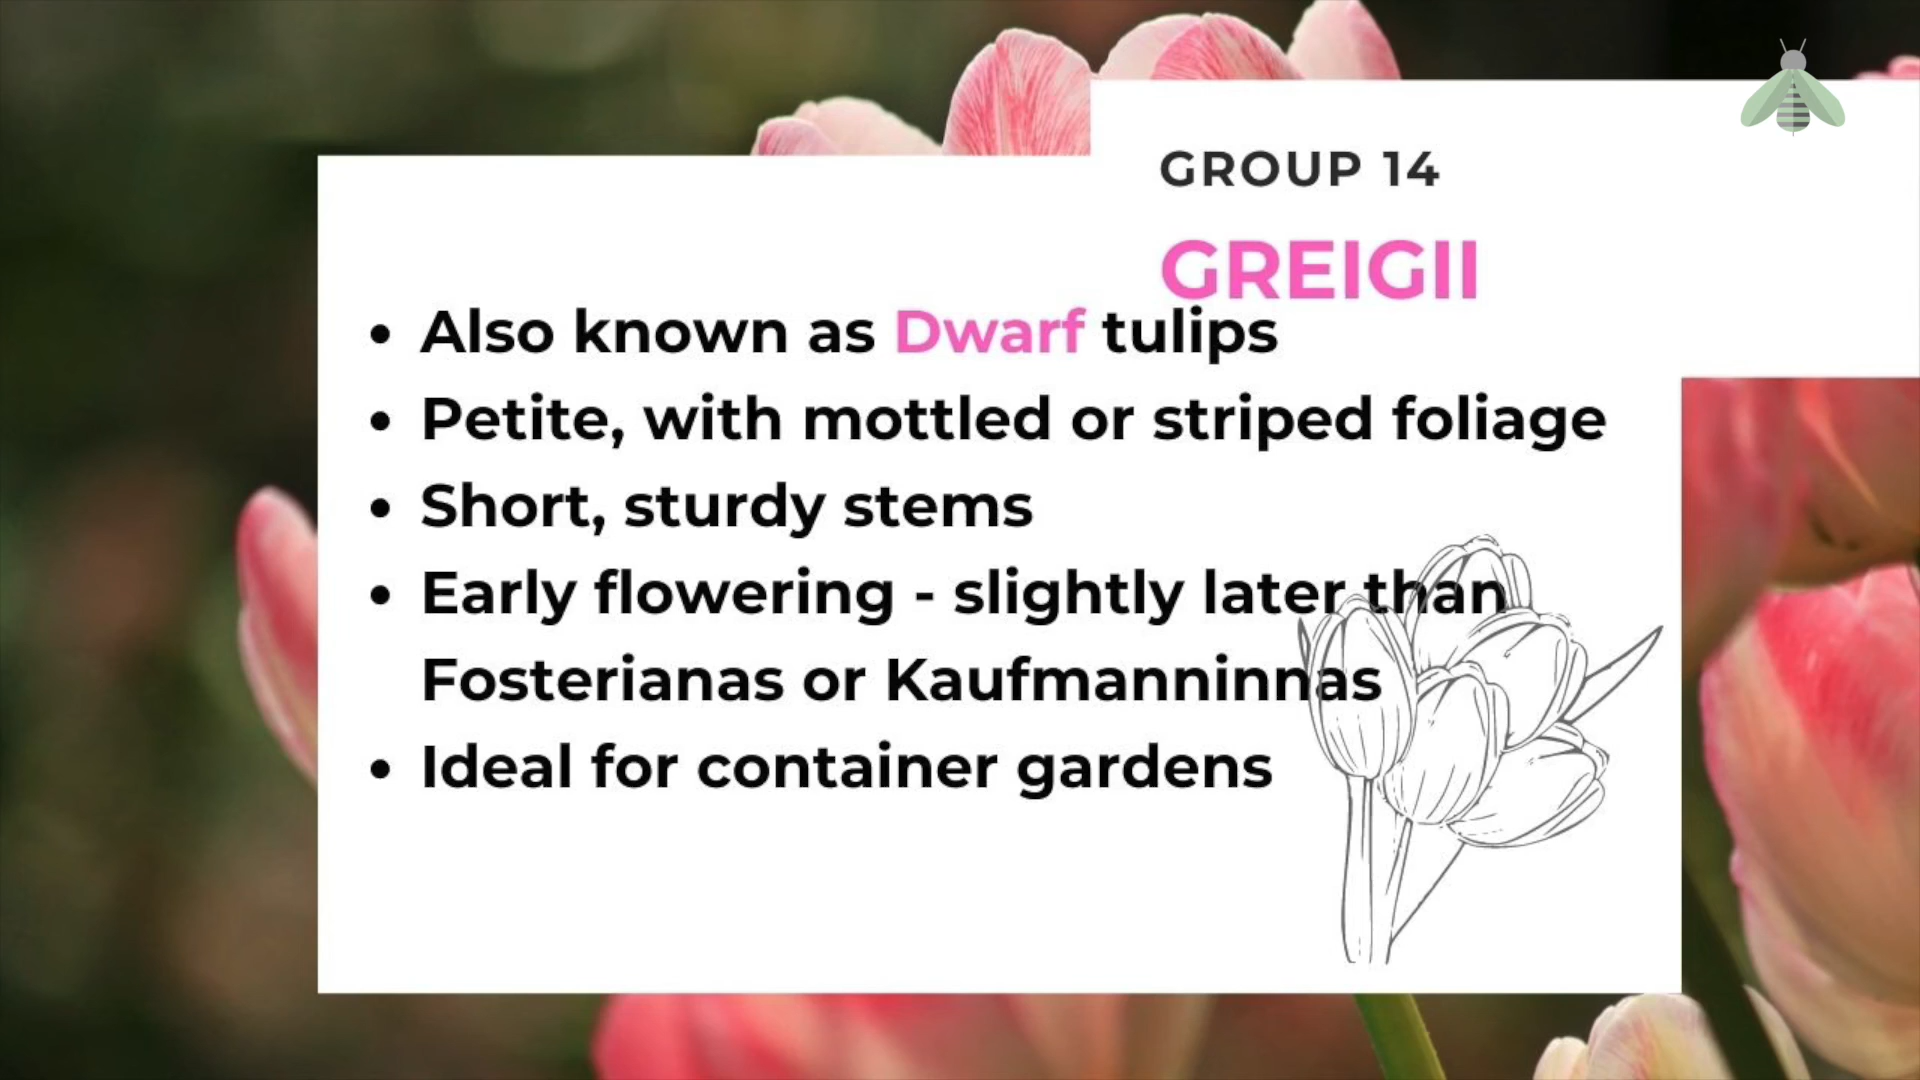 GROUP 14
GREIGII
• Also known as Dwarf tulips
• Petite, with mottled or striped foliage
• Short, sturdy stems
• Early flowering - slightly later than
Fosterianas or Kaufmanninnas
• Ideal for container gardens